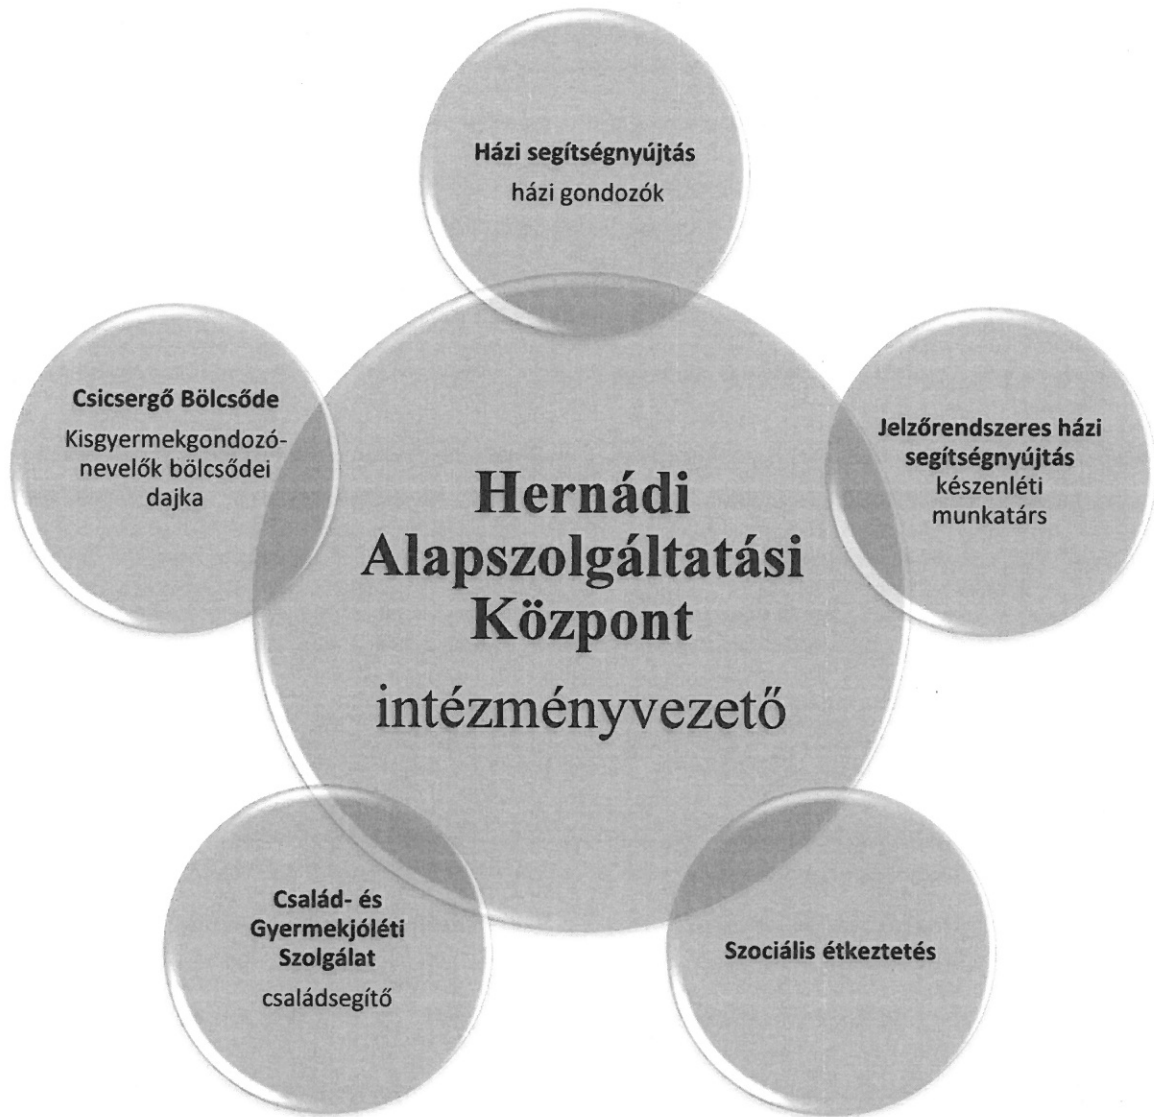 Házi segítségnyújtás
házi gondozók
Csicsergő Bölcsőde
Kisgyermekgondozó-
nevelők bölcsődei
dajka
Jelzőrendszeres házi
segítségnyújtás
készenléti
munkatárs
Hernádi
Alapszolgáltatási
Központ
intézményvezető
Család- és
Gyermekjóléti
Szolgálat
családsegítő
Szociális étkeztetés